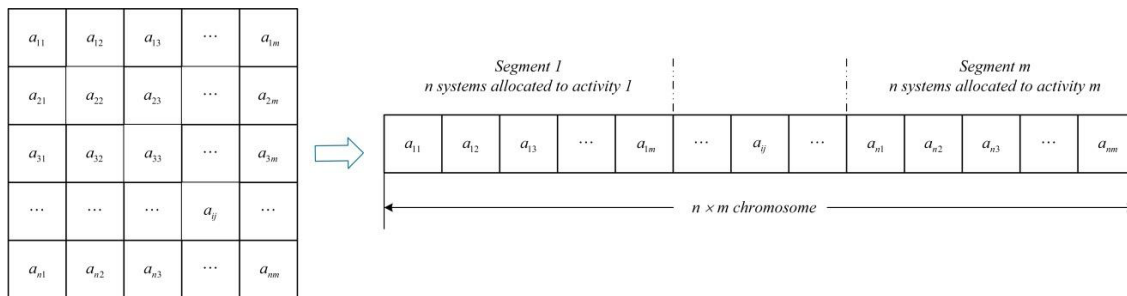 a11 a12 a13 ... a1m
a21 a22 a23 ... a2m
a31 a32 a33 ... a3m
... ... ... aij ...
an1 an2 an3 ... anm
Segment 1
n systems allocated to activity 1
Segment m
n systems allocated to activity m
a11 a12 a13 ... a1m ... aij ... an1 an2 an3 ... anm
n × m chromosome